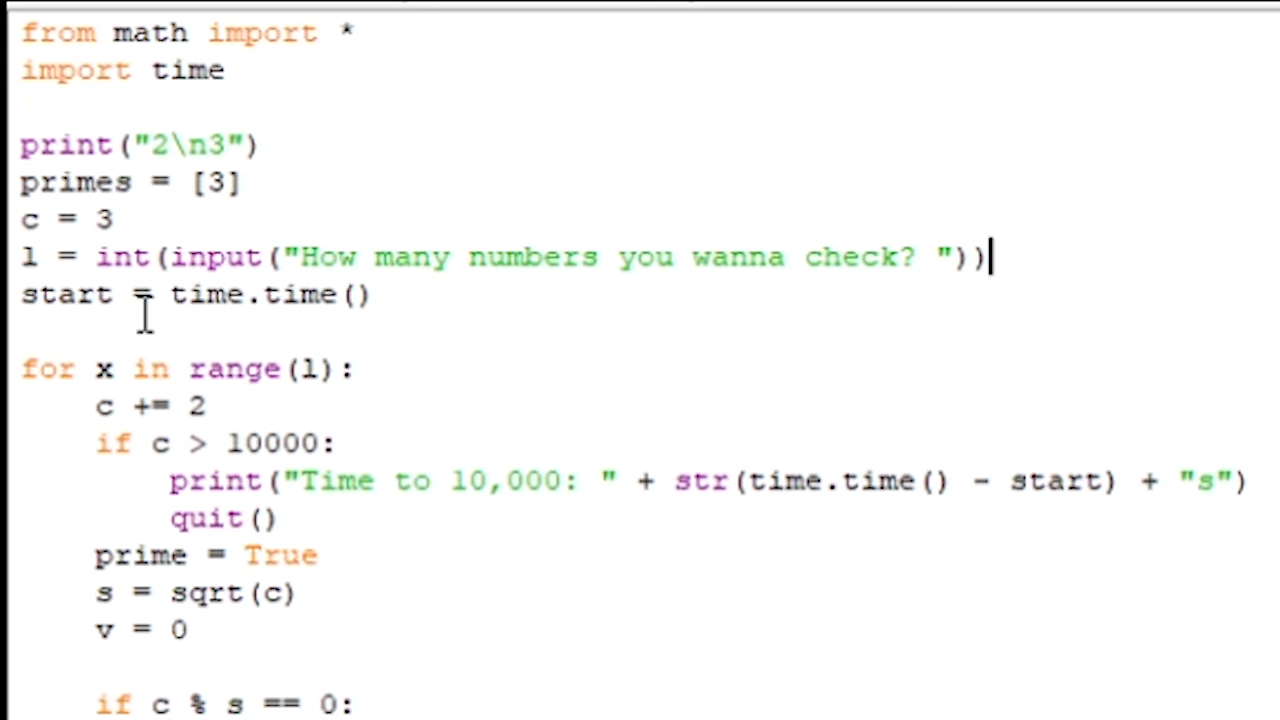 from math import *
import time
print("2\n3")
primes = [3]
c = 3
l = int(input("How many numbers you wanna check? "))
start = time.time()
for x in range(l):
    c += 2
    if c > 10000:
        print("Time to 10,000: " + str(time.time() - start) + "s")
        quit()
    prime = True
    s = sqrt(c)
    v = 0
    if c % s == 0: